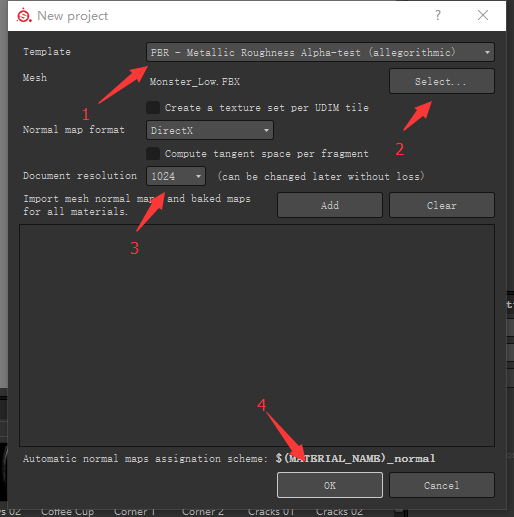 New project
?
Template
PBR - Metallic Roughness Alpha-test (allegorithmic)
Mesh
Monster_Low.FBX
Select...
1
Create a texture set per UDIM tile
Normal map format
DirectX
2
Compute tangent space per fragment
Document resolution
1024
(can be changed later without loss)
Import mesh normal map and baked maps
for all materials.
Add
Clear
3
4
Automatic normal maps assignation scheme: $(MATERIAL_NAME)_normal
OK
Cancel
s 02
Coffee Cup
Corner 1
Corner 2
Cracks 01
Cracks 02